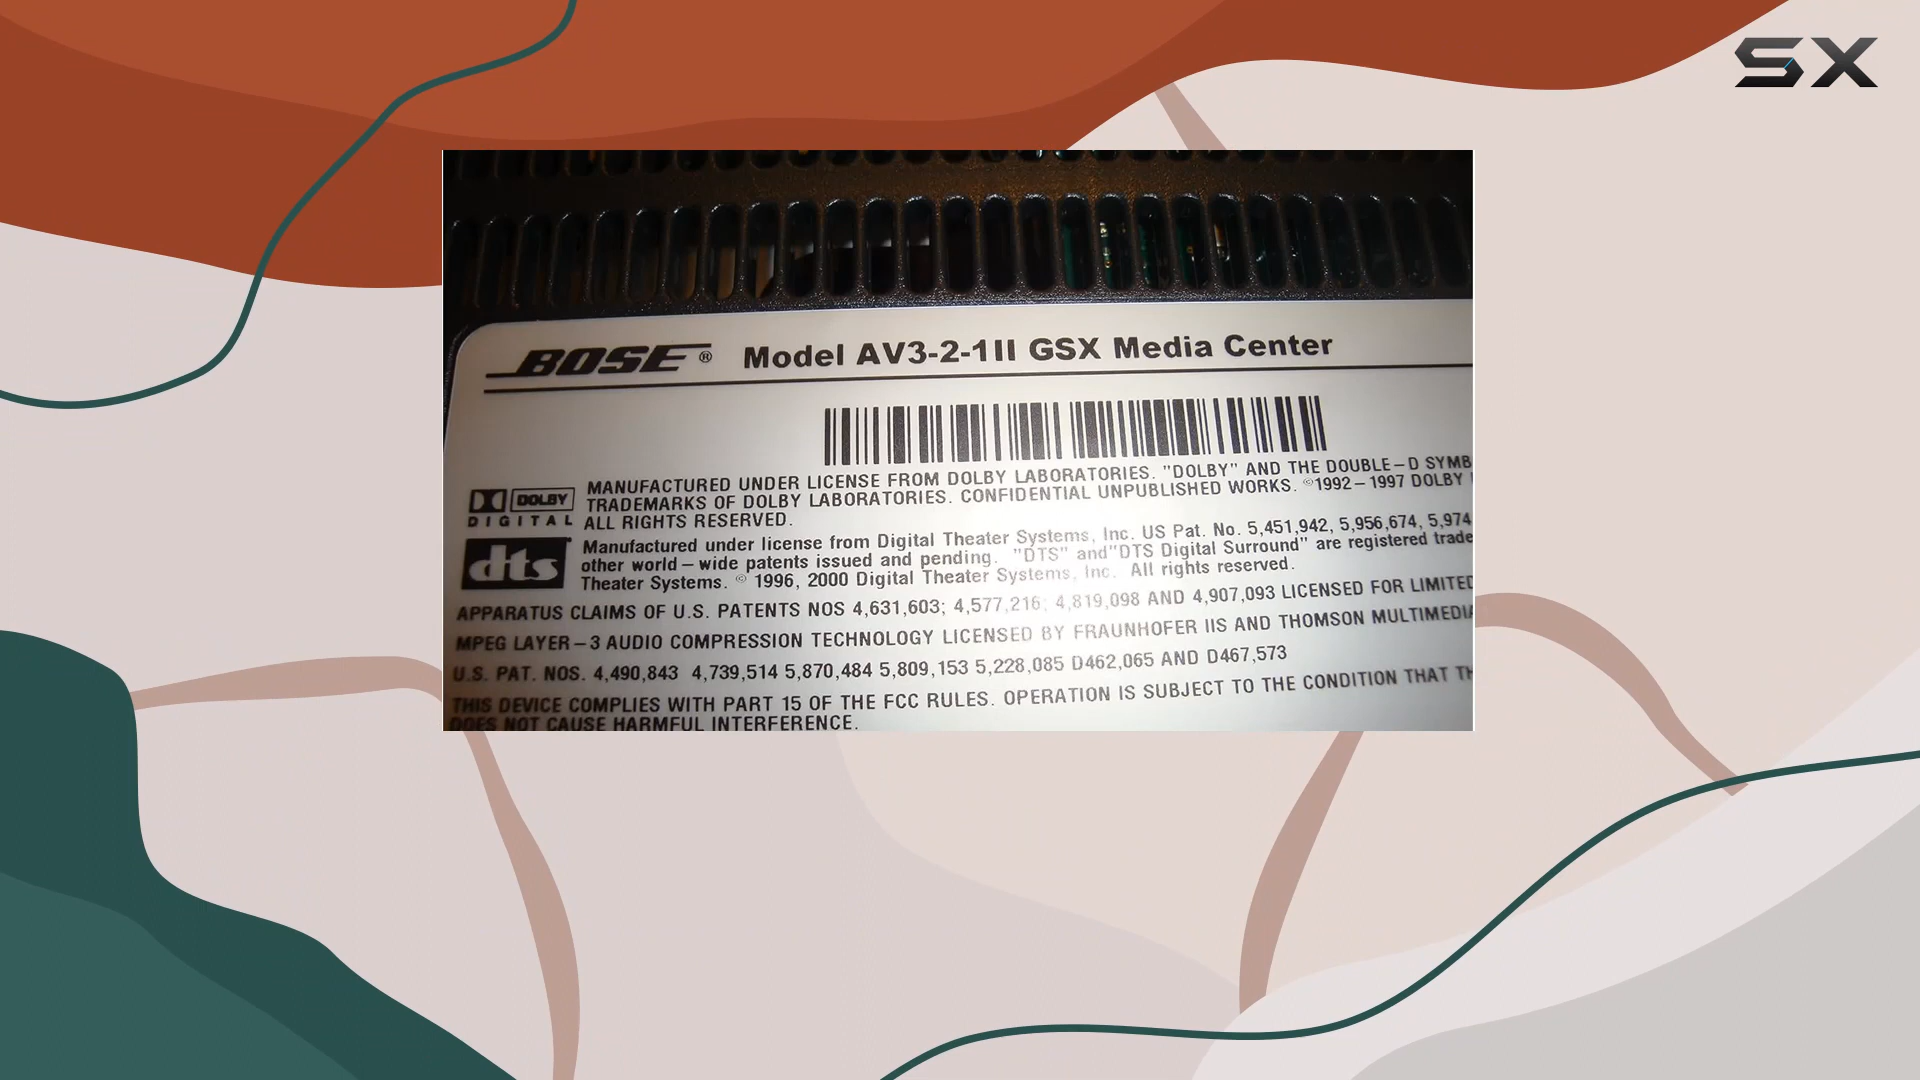 SX
BOSE® Model AV3-2-1II GSX Media Center
MANUFACTURED UNDER LICENSE FROM DOLBY LABORATORIES. "DOLBY" AND THE DOUBLE-D SYMB
TRADEMARKS OF DOLBY LABORATORIES. CONFIDENTIAL UNPUBLISHED WORKS. ©1992-1997 DOLBY
ALL RIGHTS RESERVED.
DOLBY
DIGITAL
dts
Manufactured under license from Digital Theater Systems, Inc. US Pat. No. 5,451,942, 5,956,674, 5,974
other world-wide patents issued and pending. "DTS" and"DTS Digital Surround" are registered trade
Theater Systems. © 1996, 2000 Digital Theater Systems, Inc. All rights reserved.
APPARATUS CLAIMS OF U.S. PATENTS NOS 4,631,603; 4,577,216; 4,819,098 AND 4,907,093 LICENSED FOR LIMITED
MPEG LAYER-3 AUDIO COMPRESSION TECHNOLOGY LICENSED BY FRAUNHOFER IIS AND THOMSON MULTIMEDIA
U.S. PAT. NOS. 4,490,843 4,739,514 5,870,484 5,809,153 5,228,085 D462,065 AND D467,573
THIS DEVICE COMPLIES WITH PART 15 OF THE FCC RULES. OPERATION IS SUBJECT TO THE CONDITION THAT TH
DOES NOT CAUSE HARMFUL INTERFERENCE.